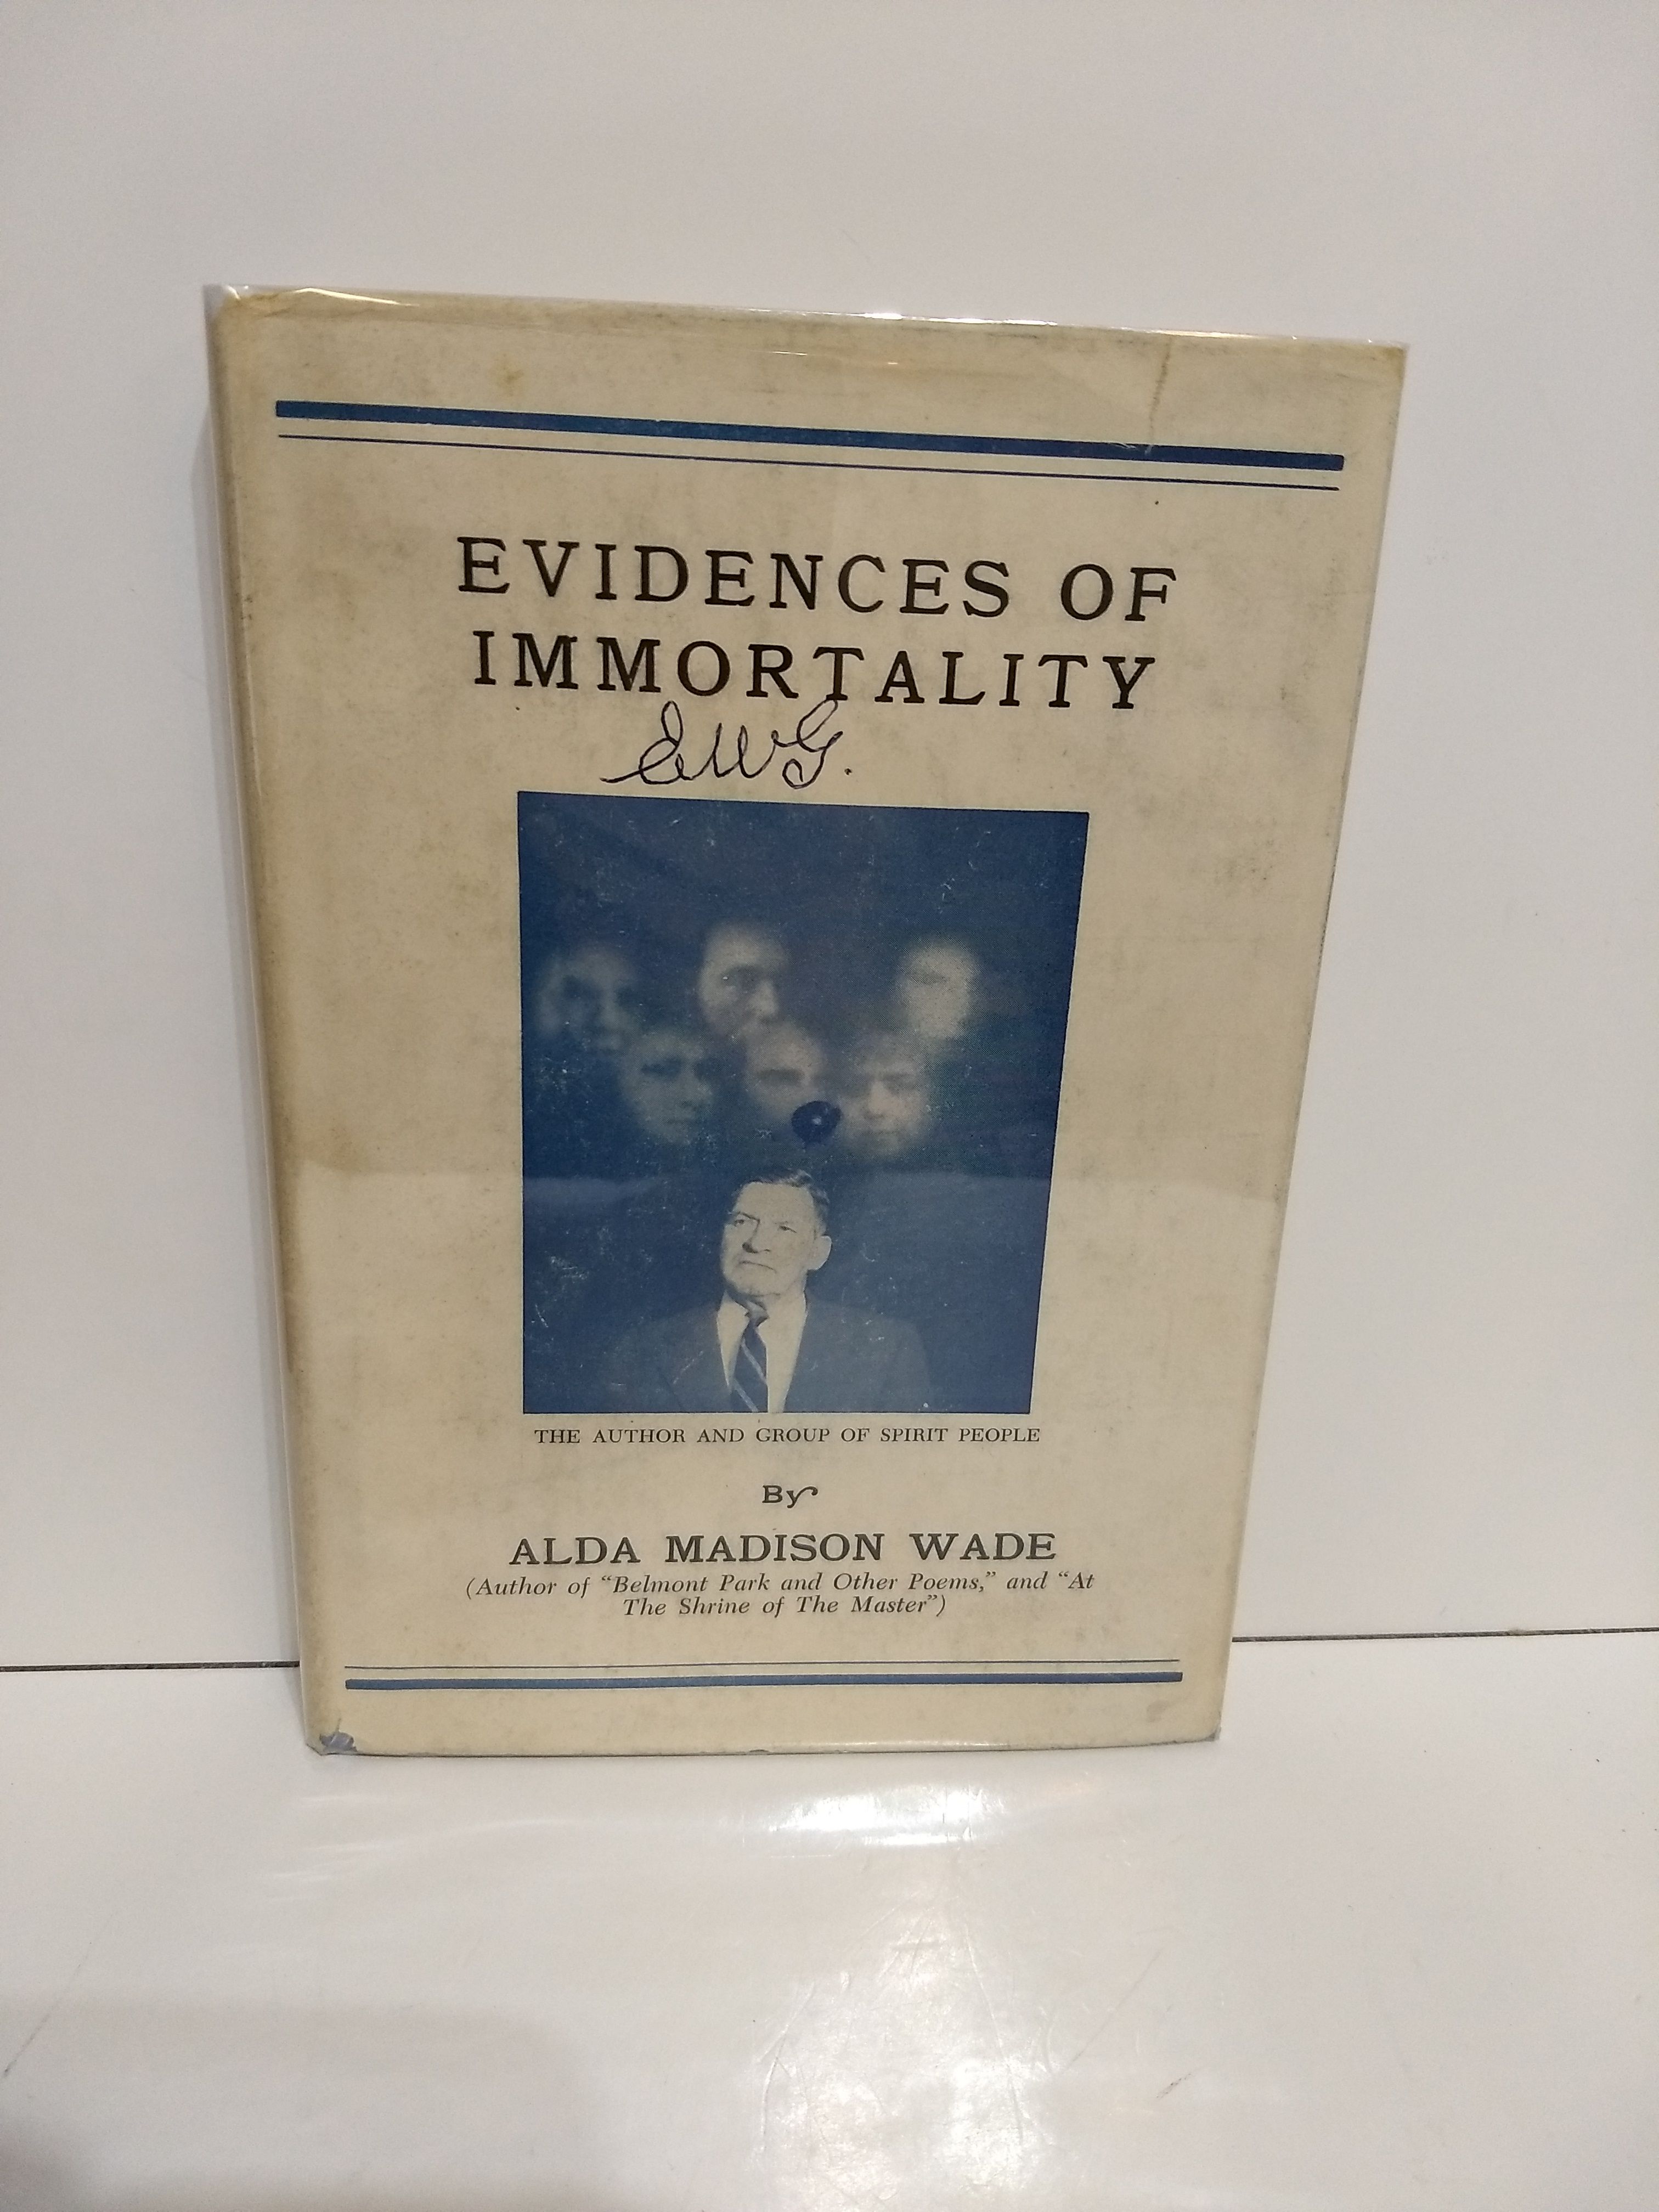 EVIDENCES OF
IMMORTALITY
EWG.
THE AUTHOR AND GROUP OF SPIRIT PEOPLE
By
ALDA MADISON WADE
(Author of "Belmont Park and Other Poems," and "At
The Shrine of The Master")